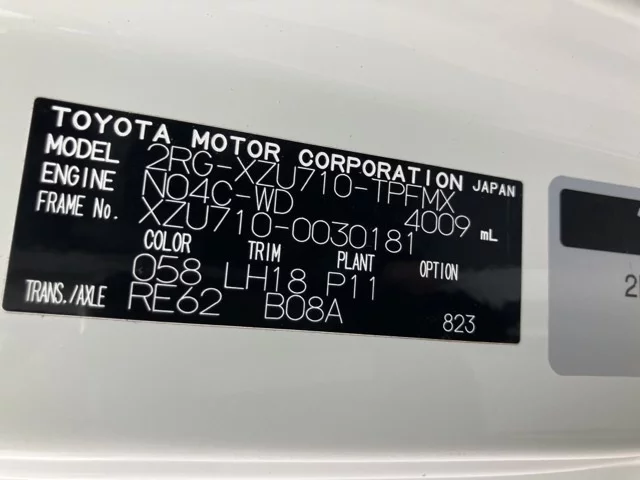 TOYOTA MOTOR CORPORATION JAPAN
MODEL 2RG-XZU710-TPFMX
ENGINE N04C-WD 4009 mL
FRAME No. XZU710-0030181
COLOR TRIM PLANT OPTION
058 LH18 P11
TRANS./AXLE RE62 B08A 823